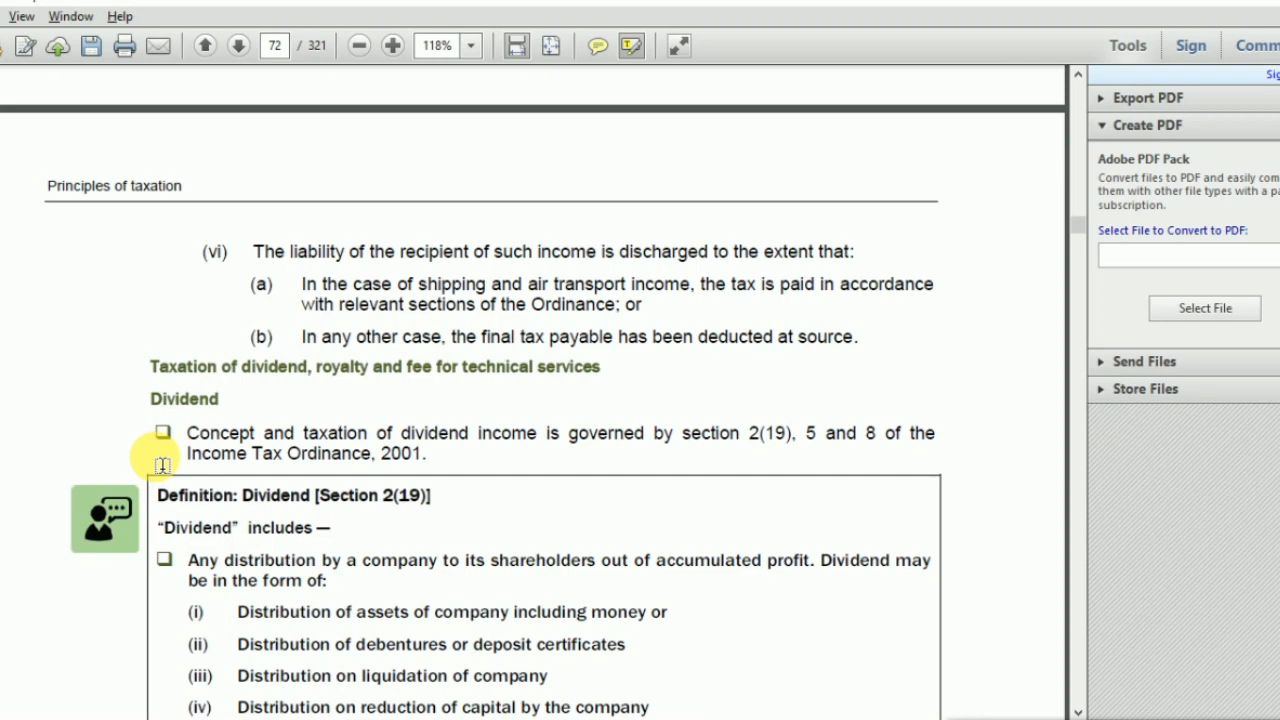 View Window Help
72 / 321 118% Tools Sign Comm
Sig
Export PDF
Create PDF
Adobe PDF Pack
Convert files to PDF and easily com
them with other file types with a pa
subscription.
Select File to Convert to PDF:
Select File
Send Files
Store Files
Principles of taxation
(vi) The liability of the recipient of such income is discharged to the extent that:
(a) In the case of shipping and air transport income, the tax is paid in accordance
with relevant sections of the Ordinance; or
(b) In any other case, the final tax payable has been deducted at source.
Taxation of dividend, royalty and fee for technical services
Dividend
❑ Concept and taxation of dividend income is governed by section 2(19), 5 and 8 of the
Income Tax Ordinance, 2001.
Definition: Dividend [Section 2(19)]
“Dividend” includes —
❑ Any distribution by a company to its shareholders out of accumulated profit. Dividend may
be in the form of:
(i) Distribution of assets of company including money or
(ii) Distribution of debentures or deposit certificates
(iii) Distribution on liquidation of company
(iv) Distribution on reduction of capital by the company